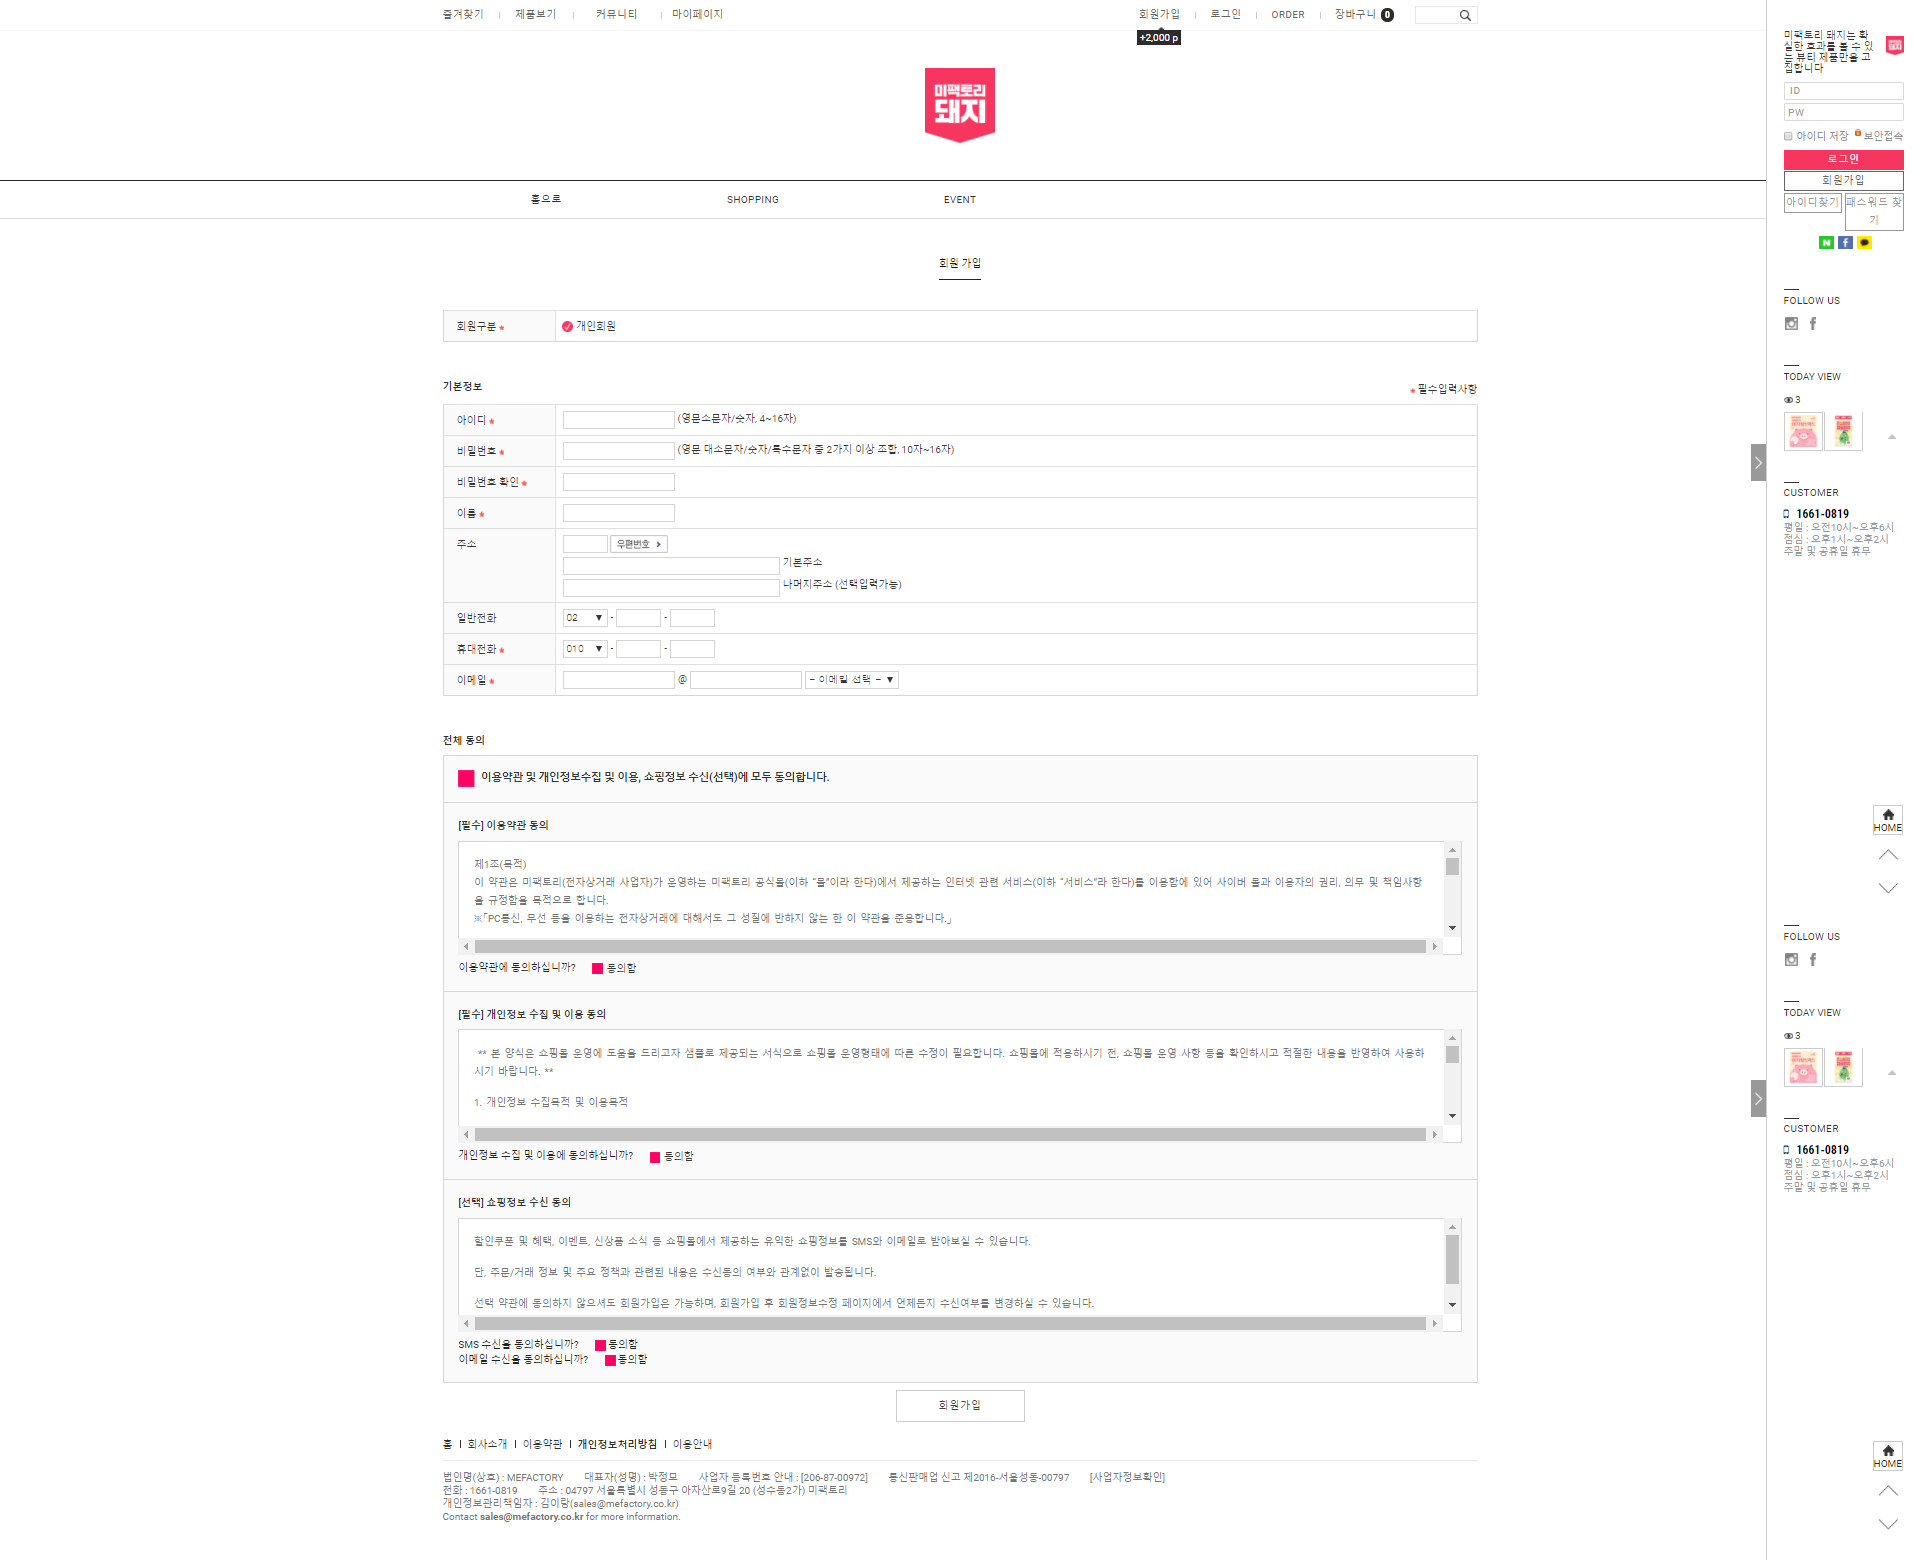 즐겨찾기
제품보기
커뮤니티
마이페이지
회원가입
로그인
ORDER
장바구니 0
+2,000 p
미팩토리
돼지
홈으로
SHOPPING
EVENT
회원 가입
회원구분
개인회원
기본정보
필수입력사항
아이디
(영문소문자/숫자, 4~16자)
비밀번호
(영문 대소문자/숫자/특수문자 중 2가지 이상 조합, 10자~16자)
비밀번호 확인
이름
주소
우편번호
기본주소
나머지주소 (선택입력가능)
일반전화
02 - -
휴대전화
010 - -
이메일
@ - 이메일 선택 -
전체 동의
이용약관 및 개인정보수집 및 이용, 쇼핑정보 수신(선택)에 모두 동의합니다.
[필수] 이용약관 동의
제1조(목적)
이 약관은 미팩토리(전자상거래 사업자)가 운영하는 미팩토리 공식몰(이하 "몰"이라 한다)에서 제공하는 인터넷 관련 서비스(이하 "서비스"라 한다)를 이용함에 있어 사이버 몰과 이용자의 권리, 의무 및 책임사항
을 규정함을 목적으로 합니다.
※「PC통신, 무선 등을 이용하는 전자상거래에 대해서도 그 성질에 반하지 않는 한 이 약관을 준용합니다.」
이용약관에 동의하십니까? 동의함
[필수] 개인정보 수집 및 이용 동의
** 본 양식은 쇼핑몰 운영에 도움을 드리고자 샘플로 제공되는 서식으로 쇼핑몰 운영형태에 따른 수정이 필요합니다. 쇼핑몰에 적용하시기 전, 쇼핑몰 운영 사항 등을 확인하시고 적절한 내용을 반영하여 사용하
시기 바랍니다. **
1. 개인정보 수집목적 및 이용목적
개인정보 수집 및 이용에 동의하십니까? 동의함
[선택] 쇼핑정보 수신 동의
할인쿠폰 및 혜택, 이벤트, 신상품 소식 등 쇼핑몰에서 제공하는 유익한 쇼핑정보를 SMS와 이메일로 받아보실 수 있습니다.
단, 주문/거래 정보 및 주요 정책과 관련된 내용은 수신동의 여부와 관계없이 발송됩니다.
선택 약관에 동의하지 않으셔도 회원가입은 가능하며, 회원가입 후 회원정보수정 페이지에서 언제든지 수신여부를 변경하실 수 있습니다.
SMS 수신을 동의하십니까? 동의함
이메일 수신을 동의하십니까? 동의함
회원가입
홈 | 회사소개 | 이용약관 | 개인정보처리방침 | 이용안내
법인명(상호) : MEFACTORY 대표자(성명) : 박정모 사업자 등록번호 안내 : [206-87-00972] 통신판매업 신고 제2016-서울성동-00797 [사업자정보확인]
전화 : 1661-0819 주소 : 04797 서울특별시 성동구 아차산로9길 20 (성수동2가) 미팩토리
개인정보관리책임자 : 김이랑(sales@mefactory.co.kr)
Contact sales@mefactory.co.kr for more information.
미팩토리 돼지는 확
실한 효과를 볼 수 있
는 뷰티 제품만을 고
집합니다
ID
PW
아이디 저장 보안접속
로그인
회원가입
아이디찾기
패스워드 찾
기
FOLLOW US
TODAY VIEW
3
CUSTOMER
1661-0819
평일 : 오전10시~오후6시
점심 : 오후1시~오후2시
주말 및 공휴일 휴무
HOME
FOLLOW US
TODAY VIEW
3
CUSTOMER
1661-0819
평일 : 오전10시~오후6시
점심 : 오후1시~오후2시
주말 및 공휴일 휴무
HOME